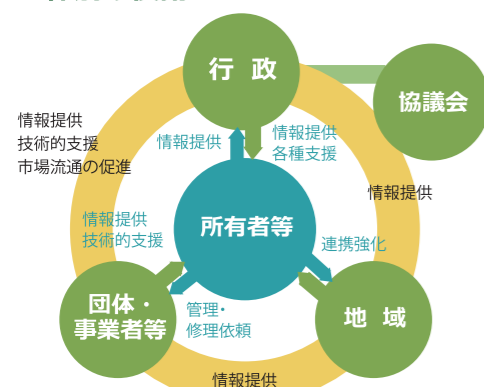 行 政
協議会
情報提供
技術的支援
市場流通の促進
情報提供
情報提供
各種支援
情報提供
所有者等
情報提供
技術的支援
連携強化
団体・
事業者等
管理・
修理依頼
地 域
情報提供